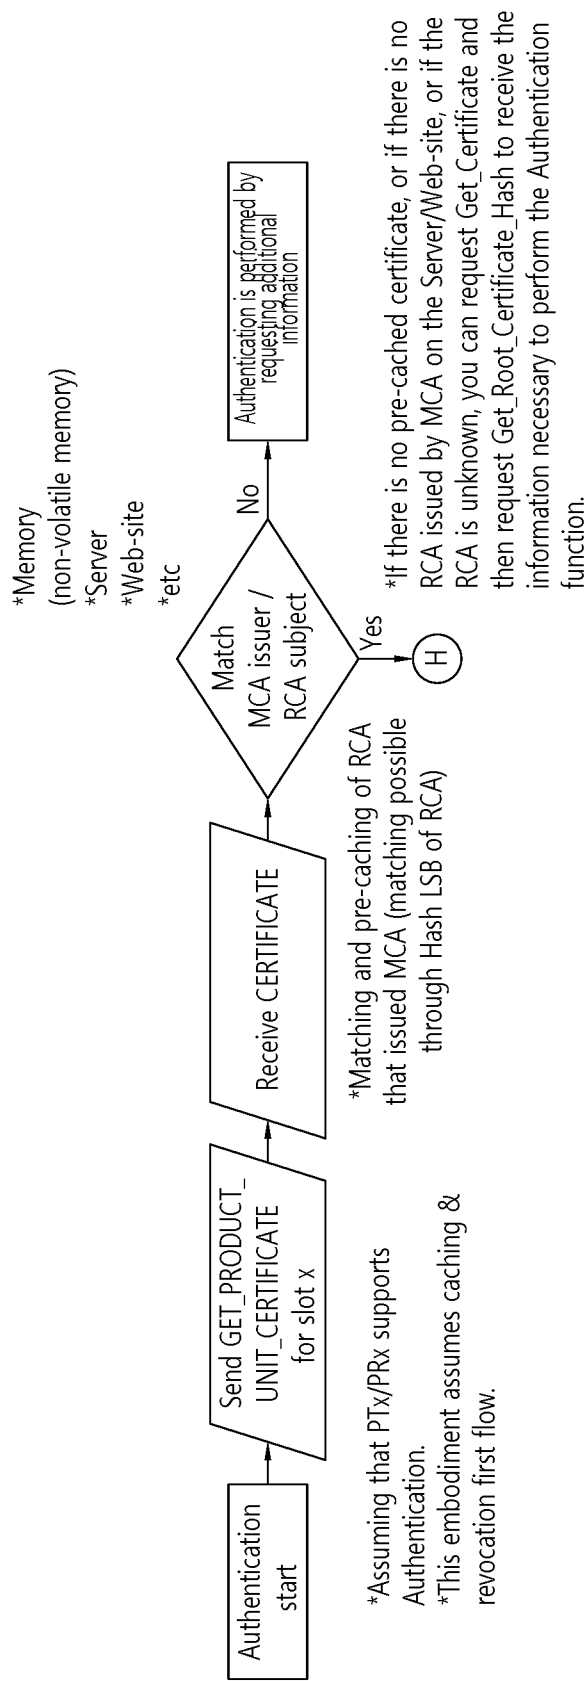 Authentication
start
*Assuming that PTx/PRx supports
Authentication.
*This embodiment assumes caching &
revocation first flow.
Send GET_PRODUCT_
UNIT_CERTIFICATE
for slot x
Receive CERTIFICATE
*Matching and pre-caching of RCA
that issued MCA (matching possible
through Hash LSB of RCA)
*Memory
(non-volatile memory)
*Server
*Web-site
*etc
Match
MCA issuer /
RCA subject
No
Yes
H
Authentication is performed by
requesting additional
information
*If there is no pre-cached certificate, or if there is no
RCA issued by MCA on the Server/Web-site, or if the
RCA is unknown, you can request Get_Certificate and
then request Get_Root_Certificate_Hash to receive the
information necessary to perform the Authentication
function.